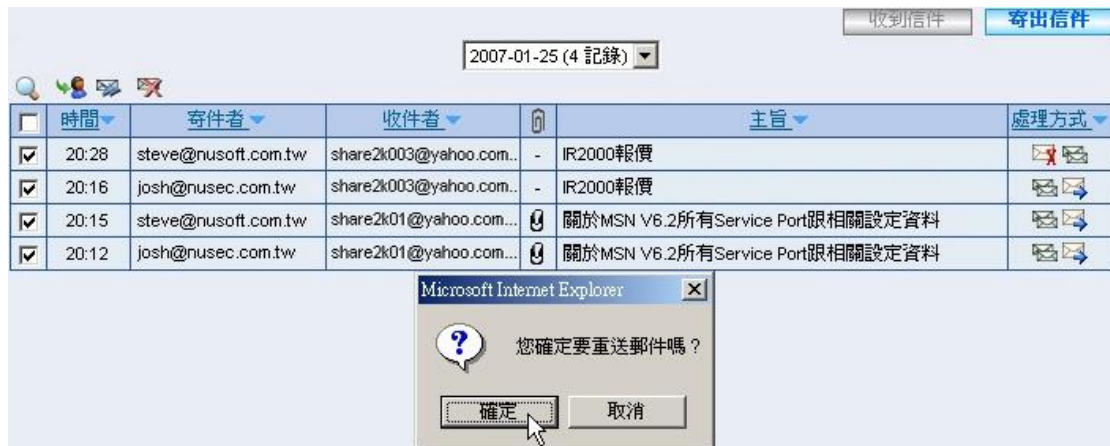 收到信件 寄出信件
2007-01-25 (4 記錄)
時間 寄件者 收件者 主旨 處理方式
20:28 steve@nusoft.com.tw share2k003@yahoo.com... - IR2000報價
20:16 josh@nusec.com.tw share2k003@yahoo.com... - IR2000報價
20:15 steve@nusoft.com.tw share2k01@yahoo.com... 關於MSN V6.2所有Service Port跟相關設定資料
20:12 josh@nusec.com.tw share2k01@yahoo.com... 關於MSN V6.2所有Service Port跟相關設定資料
Microsoft Internet Explorer
您確定要重送郵件嗎？
確定 取消